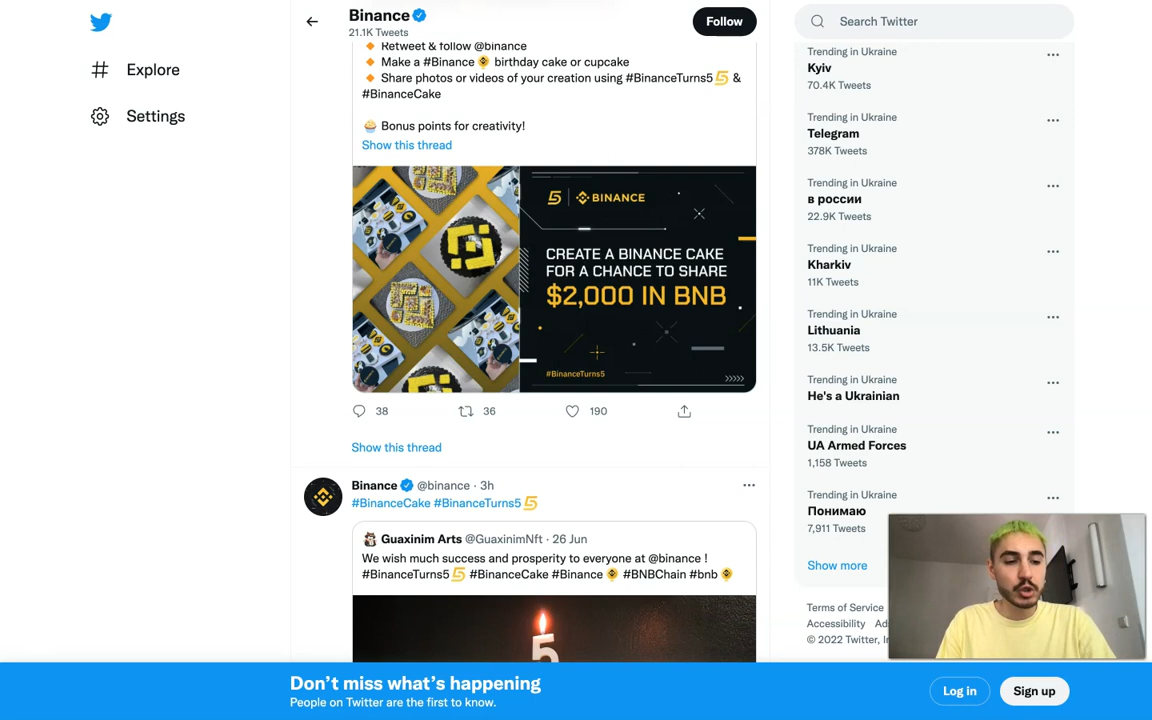 Explore
Settings
Binance
21.1K Tweets
Follow
Retweet & follow @binance
Make a #Binance birthday cake or cupcake
Share photos or videos of your creation using #BinanceTurns5 &
#BinanceCake
Bonus points for creativity!
Show this thread
5 | BINANCE
CREATE A BINANCE CAKE
FOR A CHANCE TO SHARE
$2,000 IN BNB
#BinanceTurns5
38
36
190
Show this thread
Binance @binance · 3h
#BinanceCake #BinanceTurns5
Guaxinim Arts @GuaxinimNft · 26 Jun
We wish much success and prosperity to everyone at @binance !
#BinanceTurns5 #BinanceCake #Binance #BNBChain #bnb
5
Search Twitter
Trending in Ukraine
Kyiv
70.4K Tweets
Trending in Ukraine
Telegram
378K Tweets
Trending in Ukraine
в россии
22.9K Tweets
Trending in Ukraine
Kharkiv
11K Tweets
Trending in Ukraine
Lithuania
13.5K Tweets
Trending in Ukraine
He's a Ukrainian
Trending in Ukraine
UA Armed Forces
1,158 Tweets
Trending in Ukraine
Понимаю
7,911 Tweets
Show more
Terms of Service
Accessibility
© 2022 Twitter,
Don't miss what's happening
People on Twitter are the first to know.
Log in
Sign up